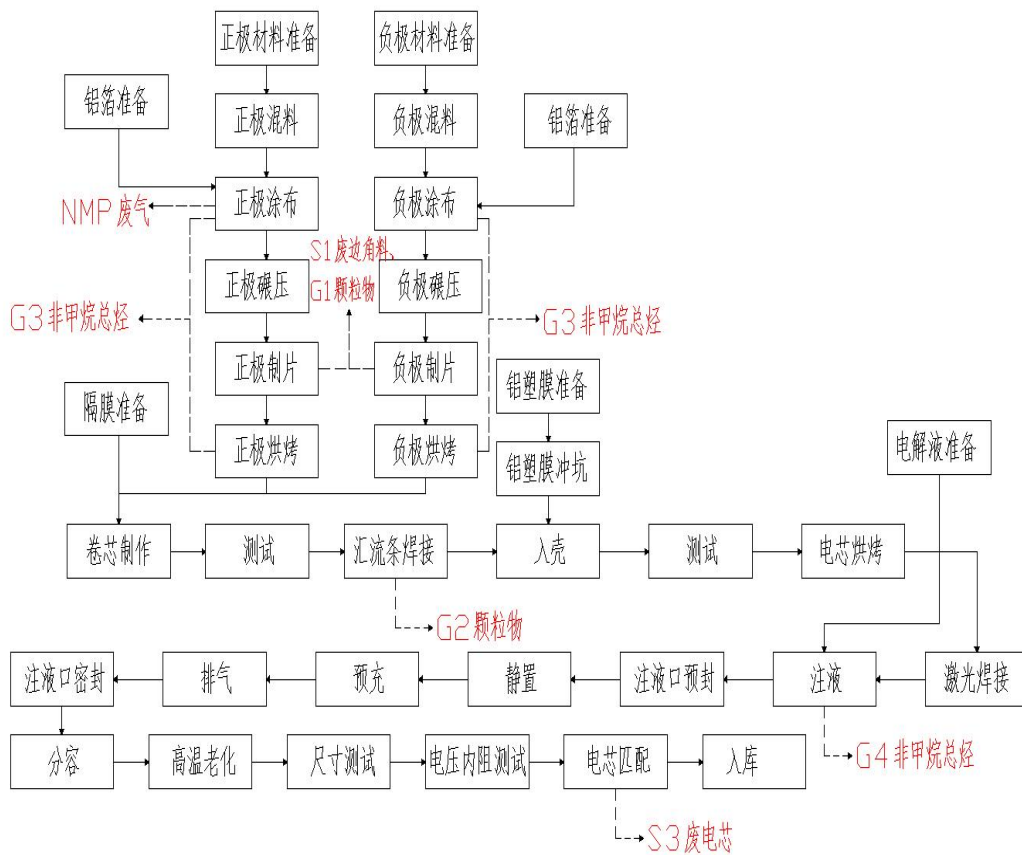 正极材料准备
负极材料准备
铝箔准备
正极混料
负极混料
铝箔准备
正极涂布
负极涂布
NMP废气
S1废边角料、
G1颗粒物
正极碾压
负极碾压
G3非甲烷总烃
G3非甲烷总烃
正极制片
负极制片
铝塑膜准备
隔膜准备
正极烘烤
负极烘烤
铝塑膜冲坑
电解液准备
卷芯制作
测试
汇流条焊接
入壳
测试
电芯烘烤
G2颗粒物
注液口密封
排气
预充
静置
注液口预封
注液
激光焊接
分容
高温老化
尺寸测试
电压内阻测试
电芯匹配
入库
G4非甲烷总烃
S3废电芯